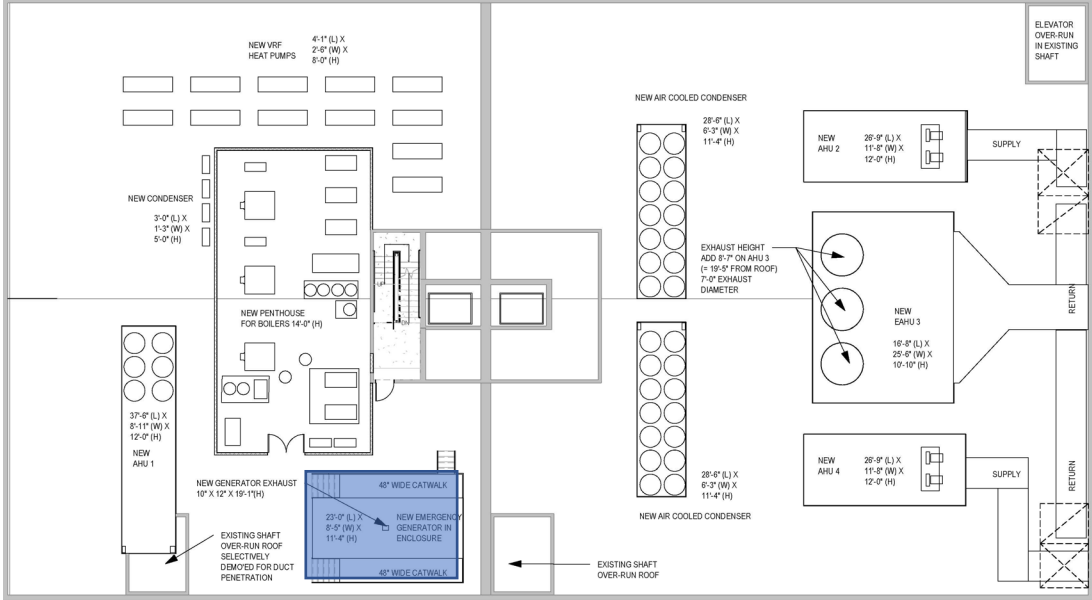 NEW VRF
HEAT PUMPS
4'-1" (L) X
2'-6" (W) X
8'-0" (H)
ELEVATOR
OVER-RUN
IN EXISTING
SHAFT
NEW AIR COOLED CONDENSER
28'-6" (L) X
6'-3" (W) X
11'-4" (H)
NEW
AHU 2
26'-9" (L) X
11'-8" (W) X
12'-0" (H)
SUPPLY
NEW CONDENSER
3'-0" (L) X
1'-3" (W) X
5'-0" (H)
EXHAUST HEIGHT
ADD 8'-7" ON AHU 3
(= 19'-5" FROM ROOF)
7'-0" EXHAUST
DIAMETER
NEW PENTHOUSE
FOR BOILERS 14'-0" (H)
NEW
EAHU 3
16'-8" (L) X
25'-6" (W) X
10'-10" (H)
RETURN
37'-6" (L) X
8'-11" (W) X
12'-0" (H)
NEW
AHU 1
NEW GENERATOR EXHAUST
10" X 12" X 19'-1"(H)
48" WIDE CATWALK
23'-0" (L) X
8'-5" (W) X
11'-4" (H)
NEW EMERGENCY
GENERATOR IN
ENCLOSURE
48" WIDE CATWALK
28'-6" (L) X
6'-3" (W) X
11'-4" (H)
NEW AIR COOLED CONDENSER
NEW
AHU 4
26'-9" (L) X
11'-8" (W) X
12'-0" (H)
SUPPLY
RETURN
EXISTING SHAFT
OVER-RUN ROOF
SELECTIVELY
DEMO'ED FOR DUCT
PENETRATION
EXISTING SHAFT
OVER-RUN ROOF